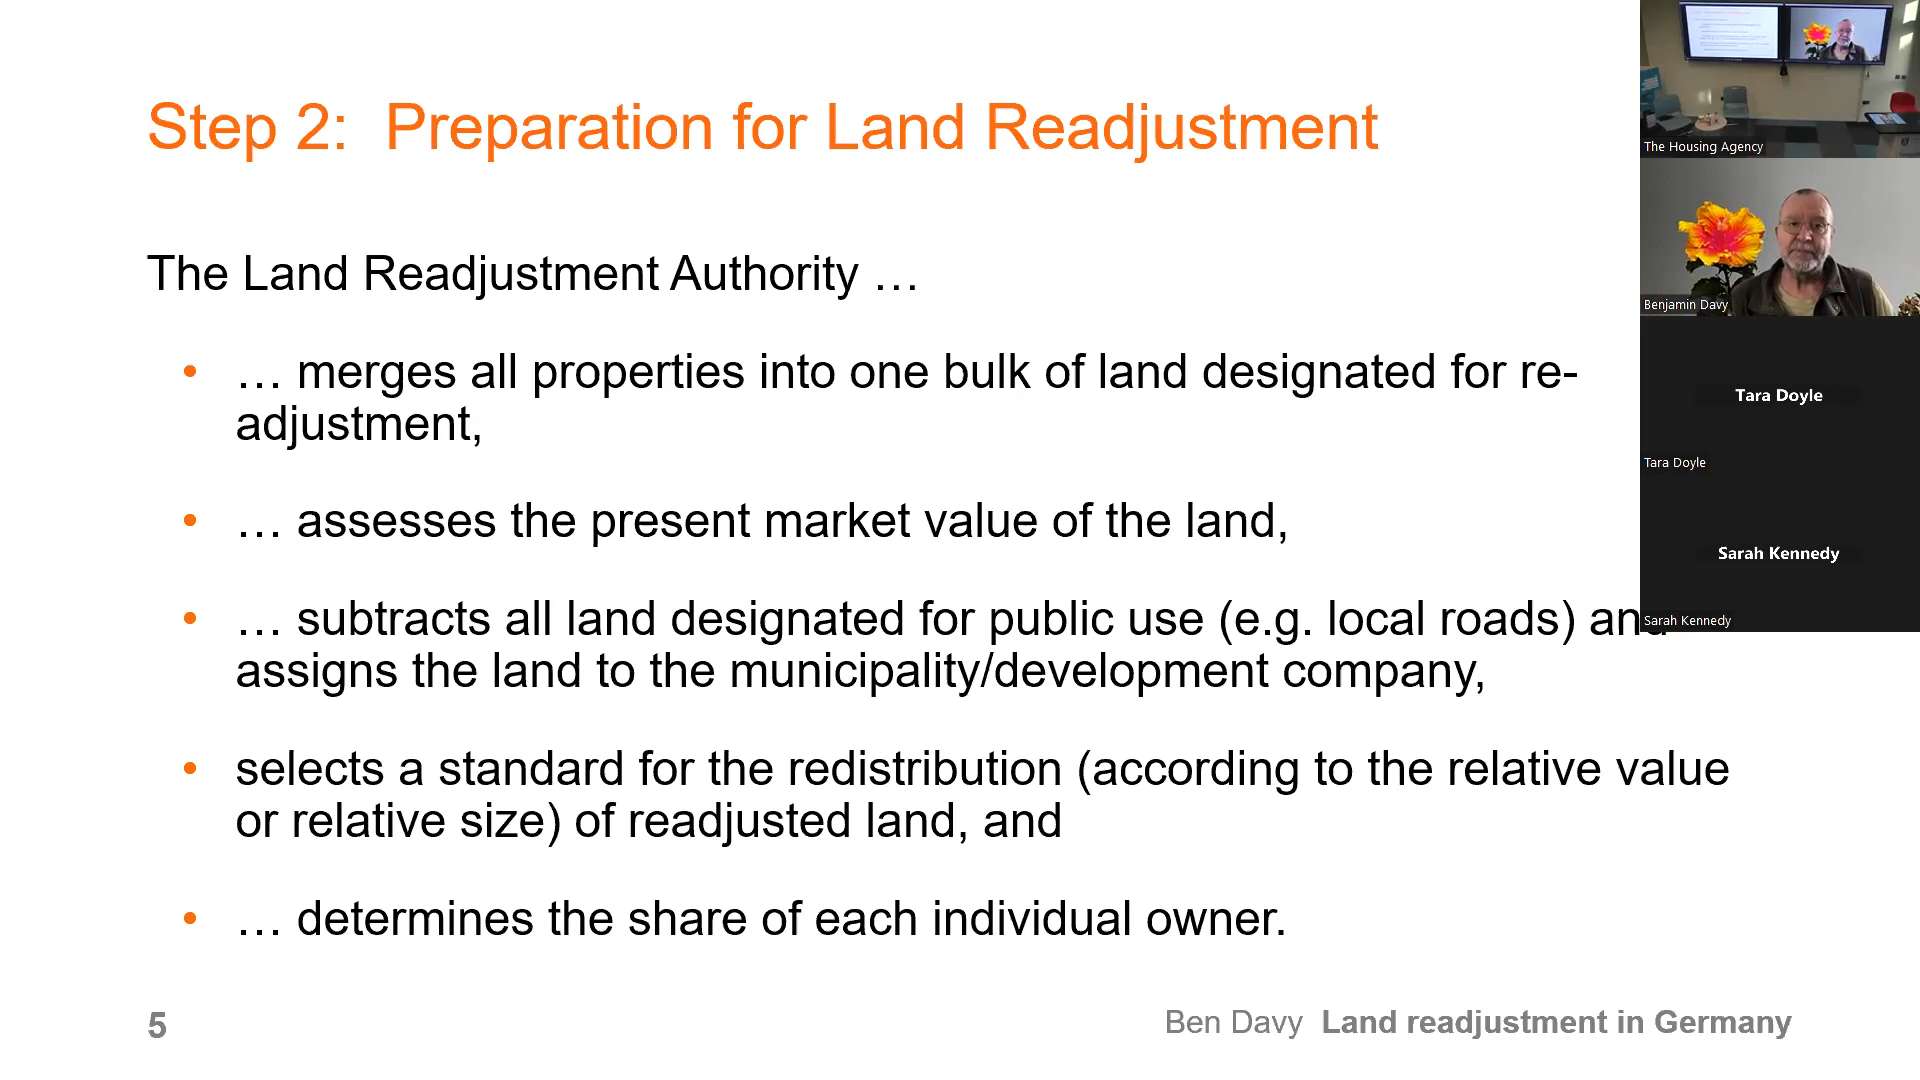 Step 2: Preparation for Land Readjustment
The Land Readjustment Authority …
• … merges all properties into one bulk of land designated for re-
adjustment,
• … assesses the present market value of the land,
• … subtracts all land designated for public use (e.g. local roads) and
assigns the land to the municipality/development company,
• selects a standard for the redistribution (according to the relative value
or relative size) of readjusted land, and
• … determines the share of each individual owner.
5
Ben Davy Land readjustment in Germany
The Housing Agency
Benjamin Davy
Tara Doyle
Tara Doyle
Sarah Kennedy
Sarah Kennedy